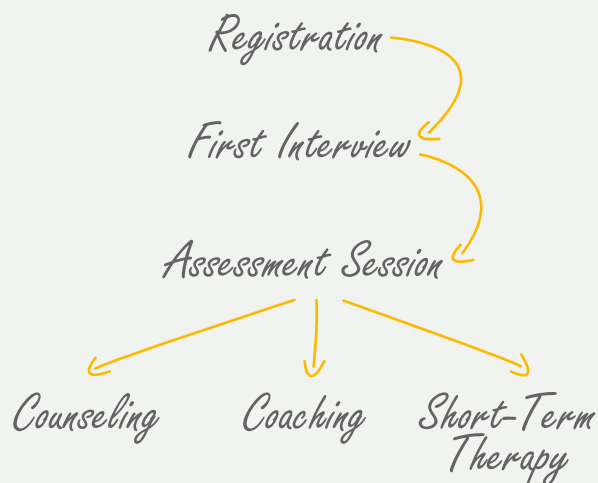 Registration
First Interview
Assessment Session
Counseling
Coaching
Short-Term
Therapy